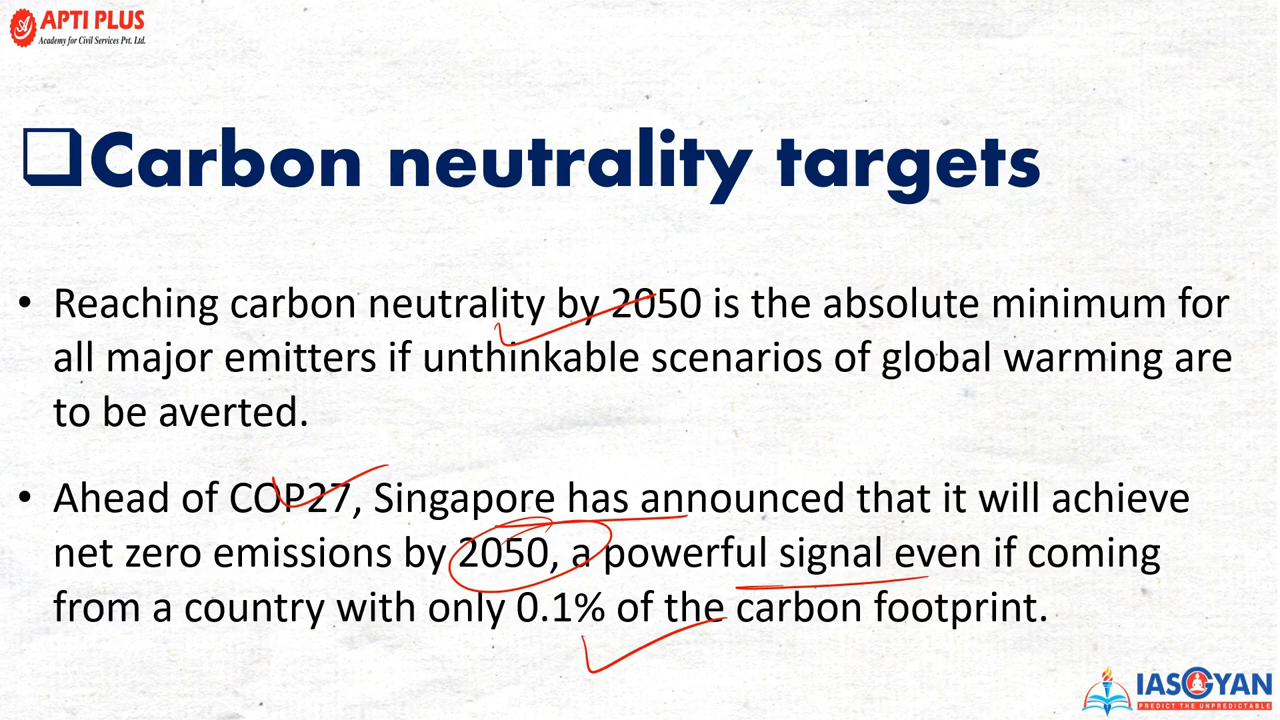 APTI PLUS
Academy for Civil Services Pvt. Ltd.
Carbon neutrality targets
• Reaching carbon neutrality by 2050 is the absolute minimum for
all major emitters if unthinkable scenarios of global warming are
to be averted.
• Ahead of COP27, Singapore has announced that it will achieve
net zero emissions by 2050, a powerful signal even if coming
from a country with only 0.1% of the carbon footprint.
IASGYAN
PREDICT THE UNPREDICTABLE